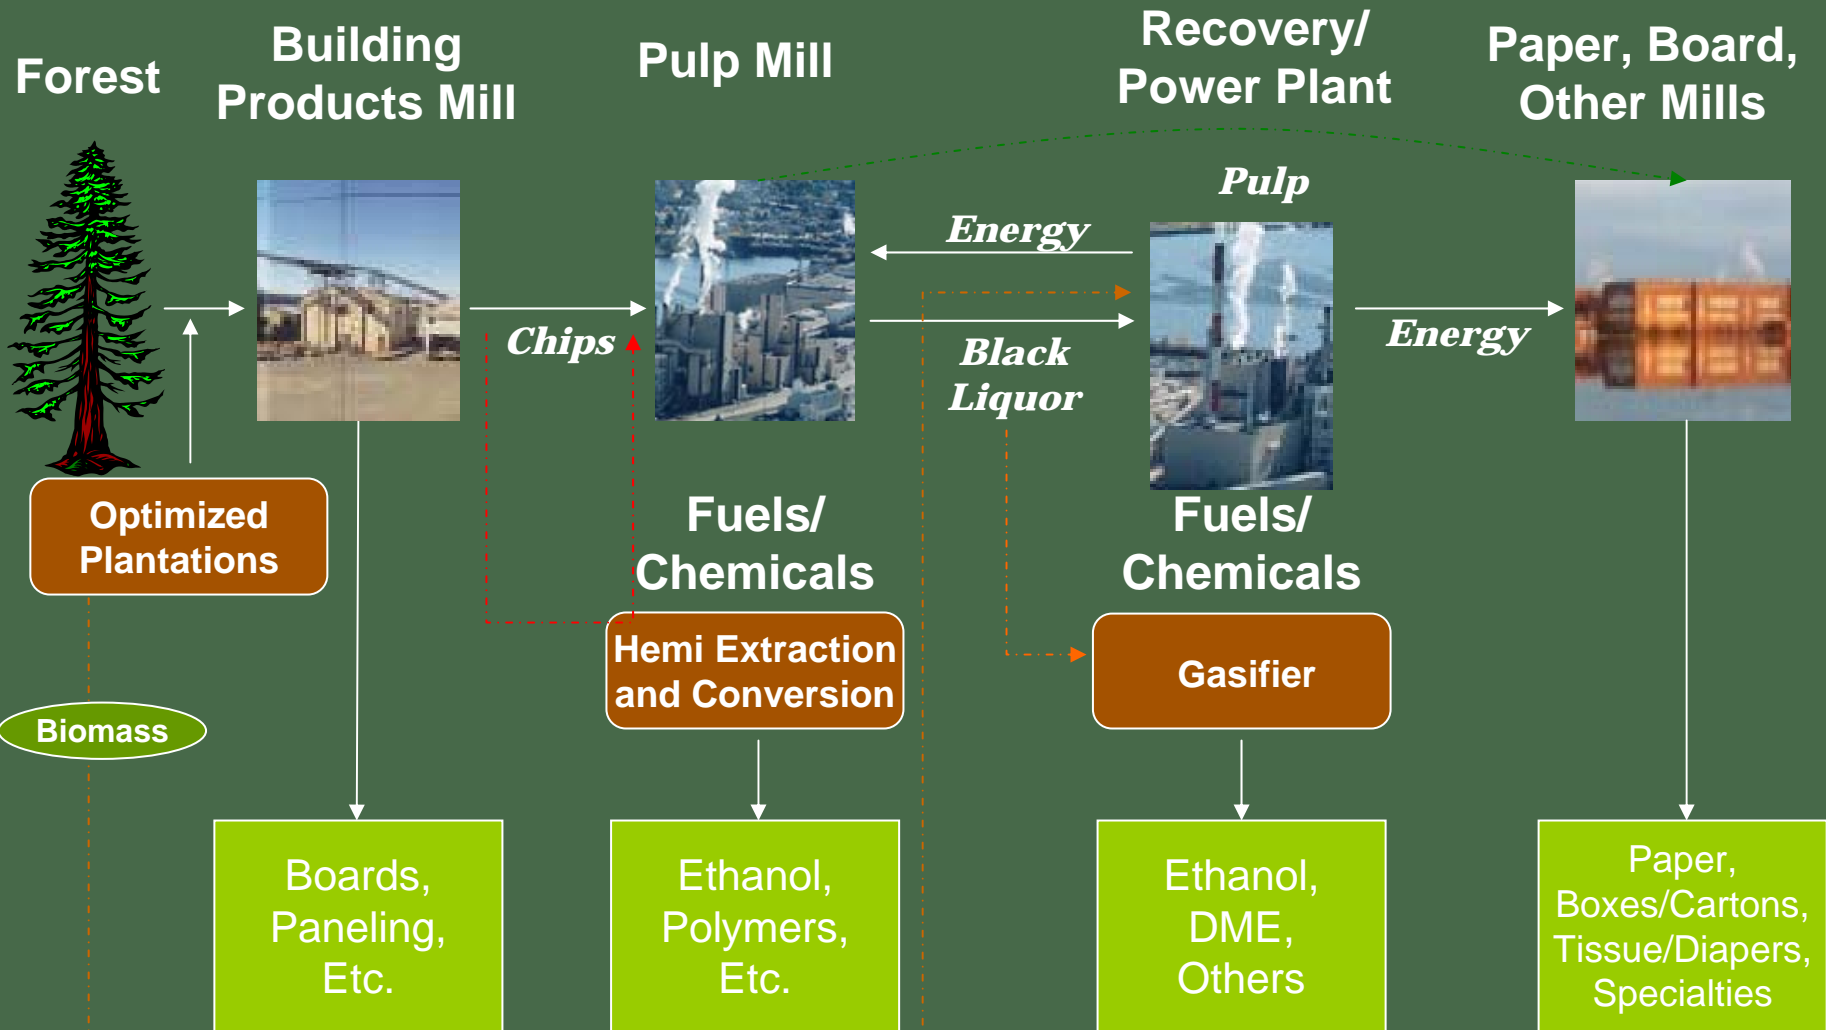 Forest
Building
Products Mill
Pulp Mill
Recovery/
Power Plant
Paper, Board,
Other Mills
Pulp
Energy
Chips
Black
Liquor
Energy
Optimized
Plantations
Fuels/
Chemicals
Fuels/
Chemicals
Hemi Extraction
and Conversion
Gasifier
Biomass
Boards,
Paneling,
Etc.
Ethanol,
Polymers,
Etc.
Ethanol,
DME,
Others
Paper,
Boxes/Cartons,
Tissue/Diapers,
Specialties